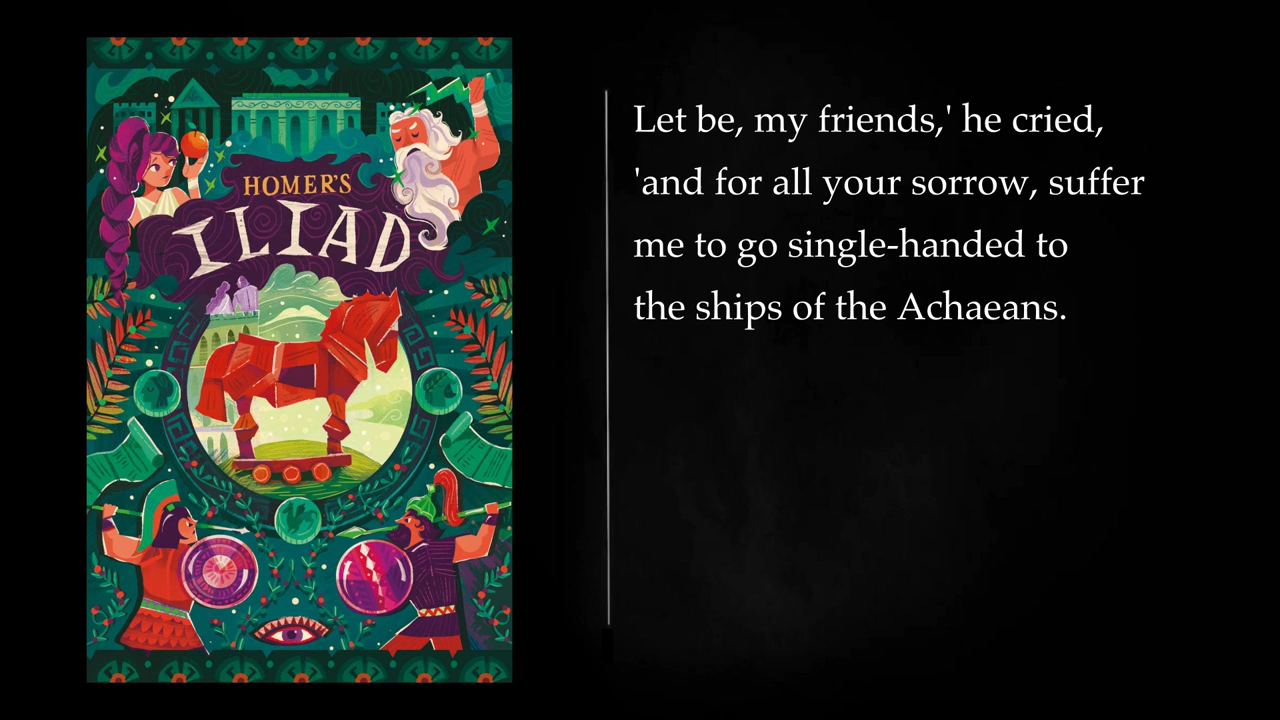 HOMER'S
ILIAD
Let be, my friends,' he cried,
'and for all your sorrow, suffer
me to go single-handed to
the ships of the Achaeans.